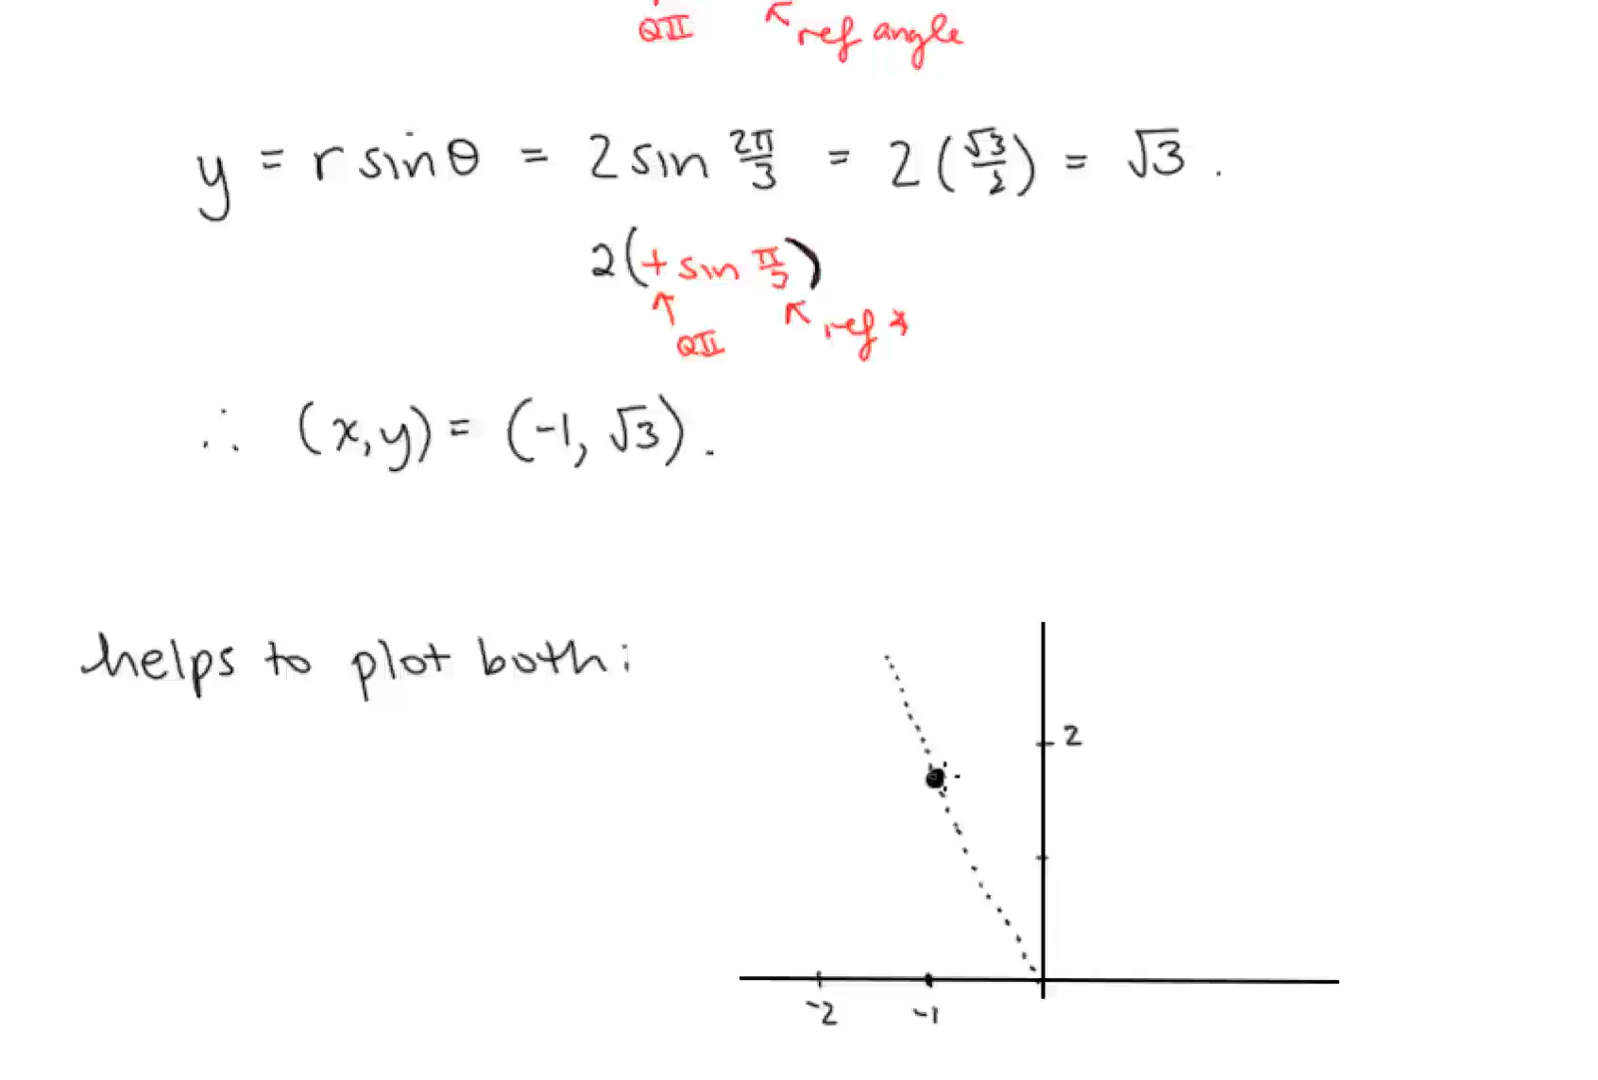 QII ↖ ref angle
y = r sinθ = 2 sin 2π/3 = 2(√3/2) = √3 .
2(+ sin π/3)
↑ ↖ ref ∡
QII
∴ (x,y) = (-1, √3).
helps to plot both:
2
-2 -1